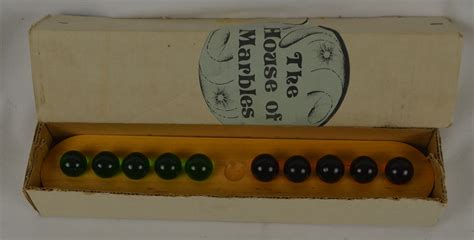 The
House of
Marbles